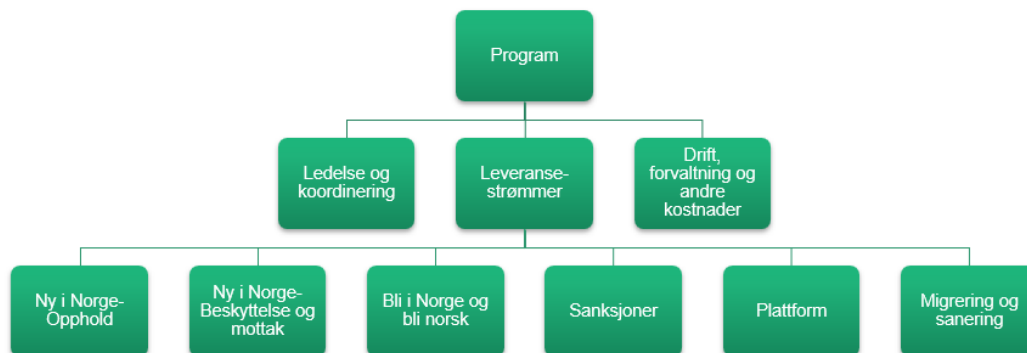 Program
Ledelse og
koordinering
Leveranse-
strømmer
Drift,
forvaltning og
andre
kostnader
Ny i Norge-
Opphold
Ny i Norge-
Beskyttelse og
mottak
Bli i Norge og
bli norsk
Sanksjoner
Plattform
Migrering og
sanering